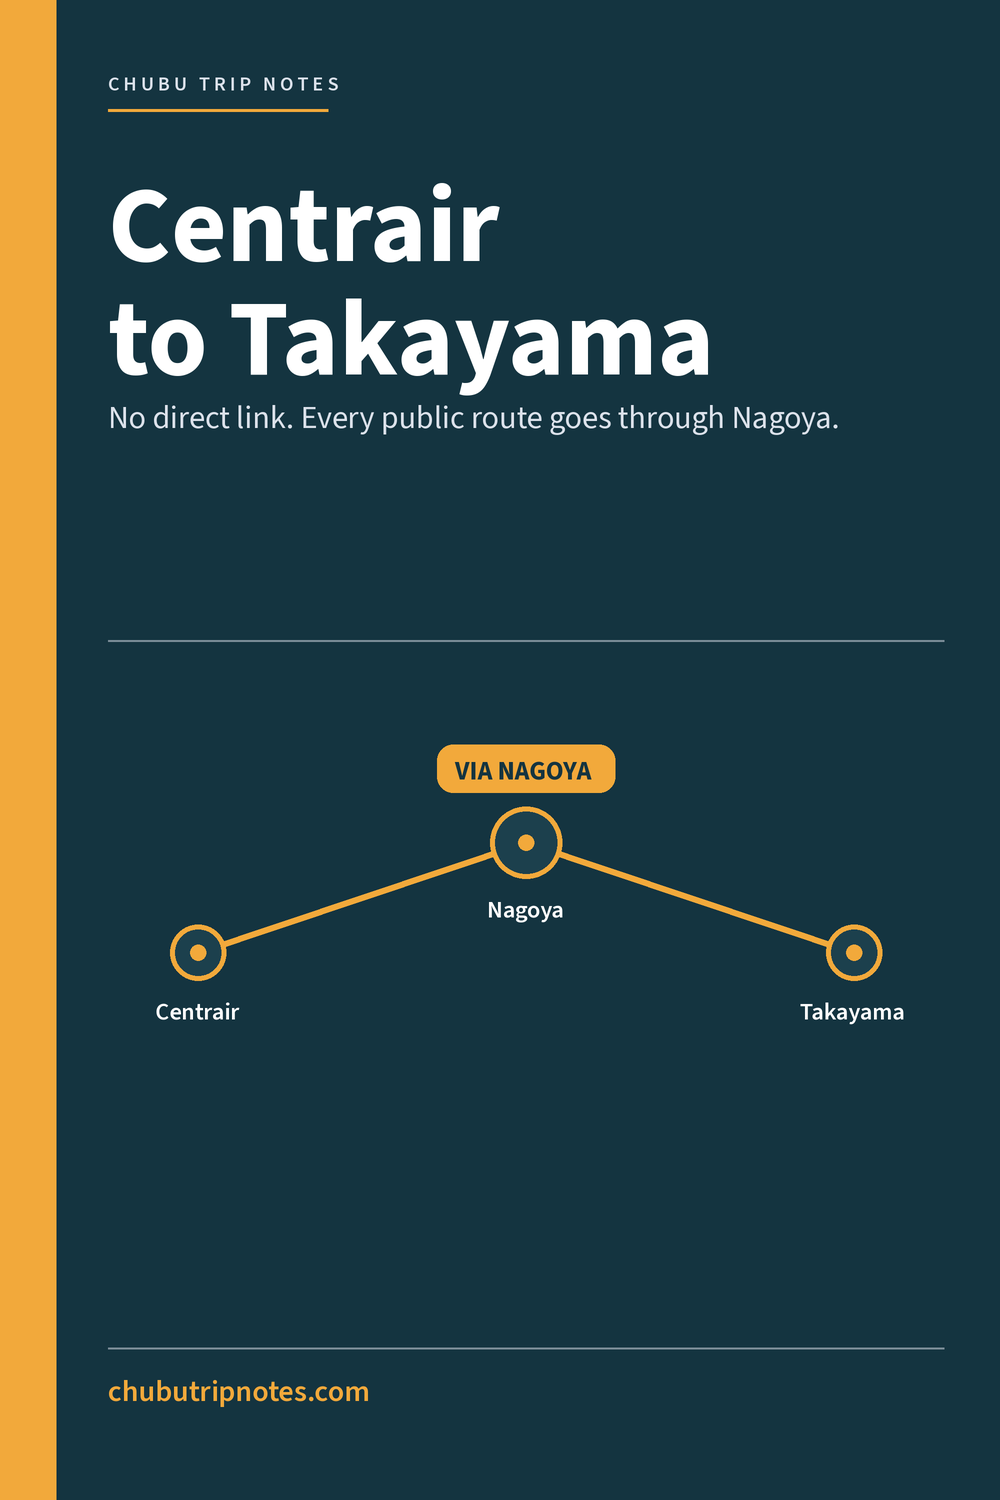 CHUBU TRIP NOTES
Centrair
to Takayama
No direct link. Every public route goes through Nagoya.
VIA NAGOYA
Nagoya
Centrair
Takayama
chubutripnotes.com